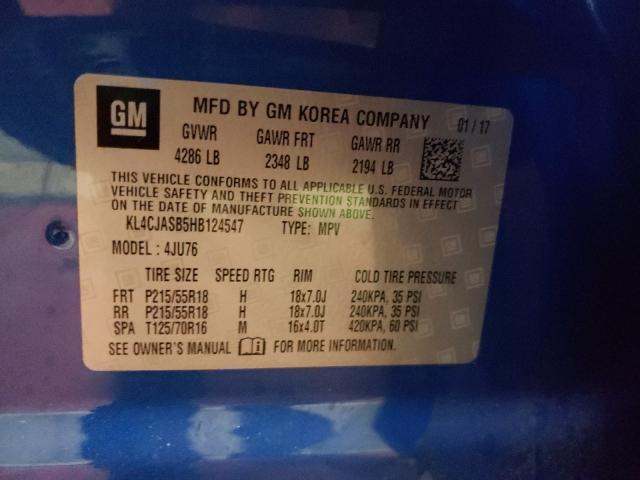 GM
MFD BY GM KOREA COMPANY 01/17
GVWR GAWR FRT GAWR RR
4286 LB 2348 LB 2194 LB
THIS VEHICLE CONFORMS TO ALL APPLICABLE U.S. FEDERAL MOTOR
VEHICLE SAFETY AND THEFT PREVENTION STANDARDS IN EFFECT
ON THE DATE OF MANUFACTURE SHOWN ABOVE.
KL4CJASB5HB124547 TYPE: MPV
MODEL: 4JU76
TIRE SIZE SPEED RTG RIM COLD TIRE PRESSURE
FRT P215/55R18 H 18x7.0J 240KPA, 35 PSI
RR P215/55R18 H 18x7.0J 240KPA, 35 PSI
SPA T125/70R16 M 16x4.0T 420KPA, 60 PSI
SEE OWNER'S MANUAL FOR MORE INFORMATION.